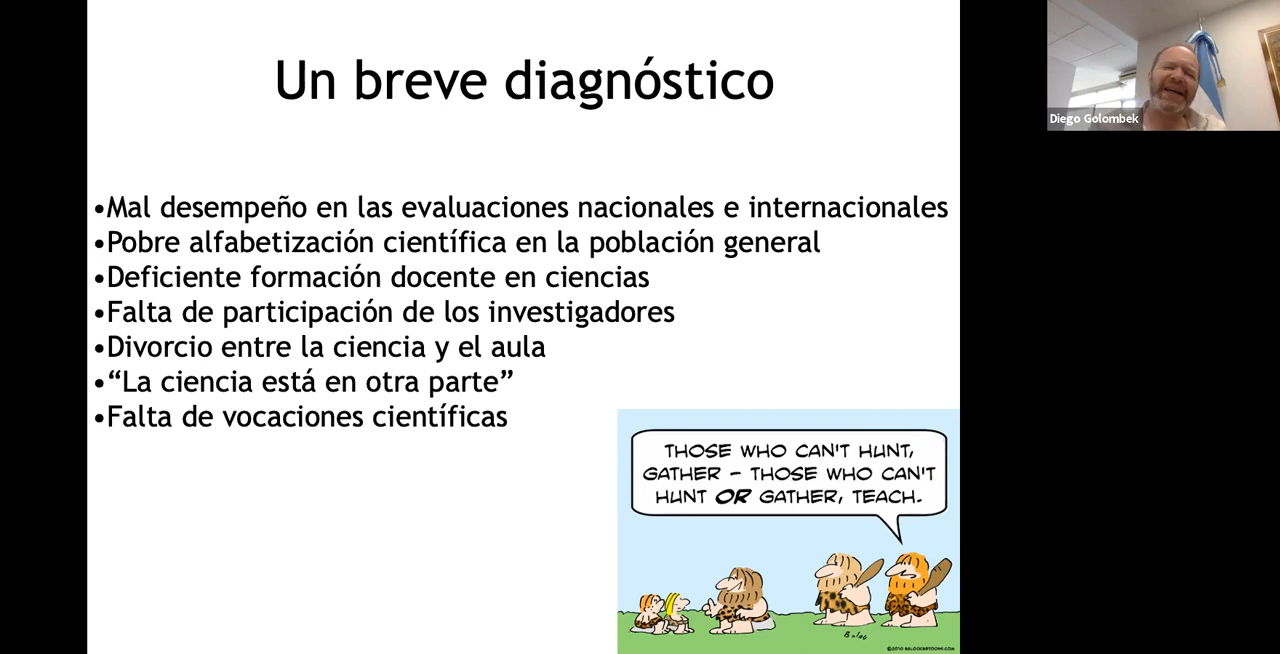 Un breve diagnóstico
•Mal desempeño en las evaluaciones nacionales e internacionales
•Pobre alfabetización científica en la población general
•Deficiente formación docente en ciencias
•Falta de participación de los investigadores
•Divorcio entre la ciencia y el aula
•“La ciencia está en otra parte”
•Falta de vocaciones científicas
THOSE WHO CAN'T HUNT,
GATHER – THOSE WHO CAN'T
HUNT OR GATHER, TEACH.
©2010 BALOOCARTOONS.COM
Diego Golombek